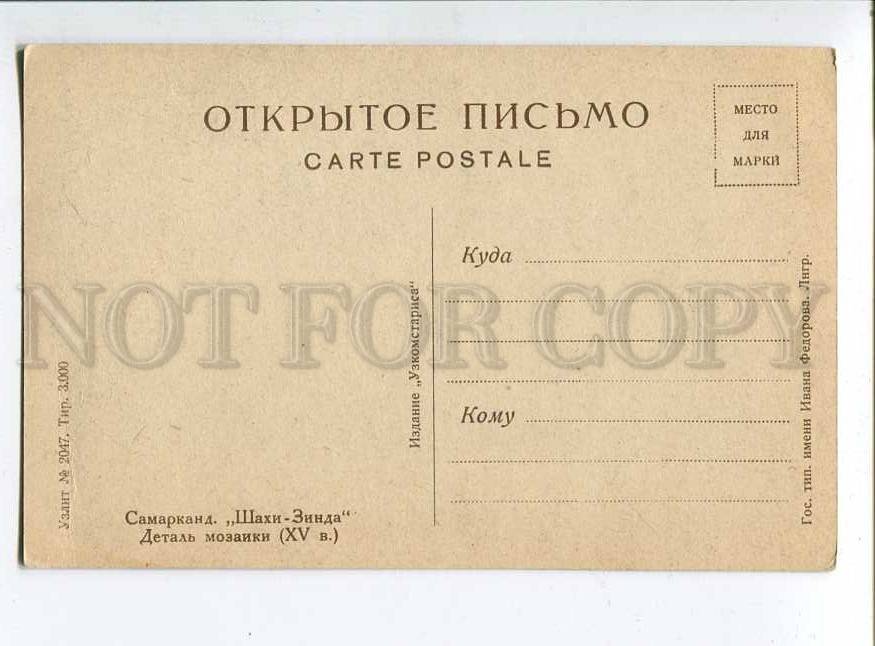 ОТКРЫТОЕ ПИСЬМО
CARTE POSTALE
МЕСТО
ДЛЯ
МАРКИ
Куда
Кому
Издание „Узкомстариса“
Гос. тип. имени Ивана Федорова. Лнгр.
Узлит № 2047. Тир. 3.000
Самарканд. „Шахи-Зинда“
Деталь мозаики (XV в.)
NOT FOR COPY